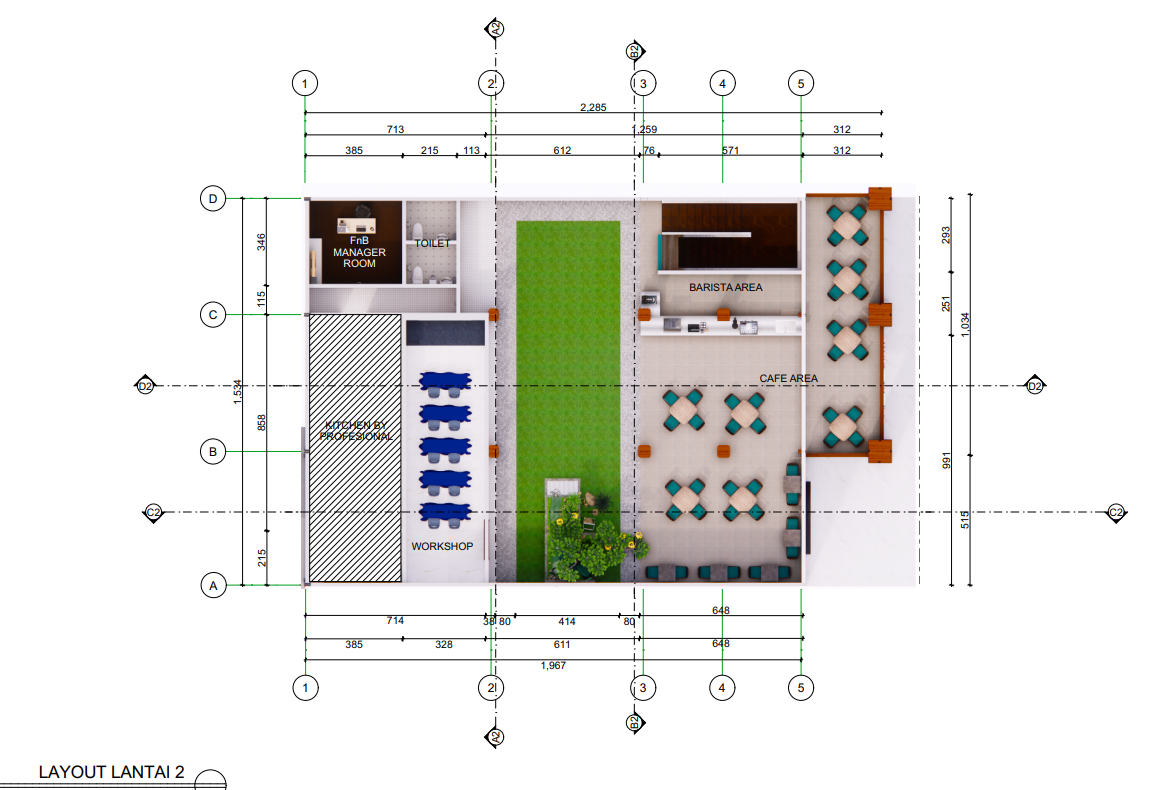 A2
B2
1
2
3
4
5
2,285
713
1,259
312
385
215
113
612
76
571
312
D
346
FnB
MANAGER
ROOM
TOILET
293
BARISTA AREA
115
251
1,034
C
CAFE AREA
D2
D2
1,534
858
KITCHEN BY
PROFESIONAL
B
991
C2
C2
515
WORKSHOP
215
A
714
38
80
414
80
648
385
328
611
648
1,967
1
2
3
4
5
A2
B2
LAYOUT LANTAI 2